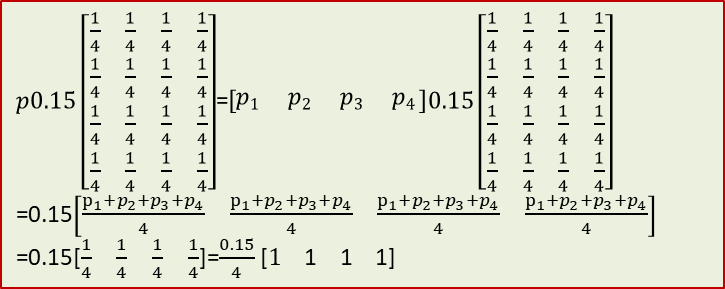 p0.15[1/4 1/4 1/4 1/4; 1/4 1/4 1/4 1/4; 1/4 1/4 1/4 1/4; 1/4 1/4 1/4 1/4]=[p₁ p₂ p₃ p₄]0.15[1/4 1/4 1/4 1/4; 1/4 1/4 1/4 1/4; 1/4 1/4 1/4 1/4; 1/4 1/4 1/4 1/4]
=0.15[(p₁+p₂+p₃+p₄)/4 (p₁+p₂+p₃+p₄)/4 (p₁+p₂+p₃+p₄)/4 (p₁+p₂+p₃+p₄)/4]
=0.15[1/4 1/4 1/4 1/4]=0.15/4 [1 1 1 1]